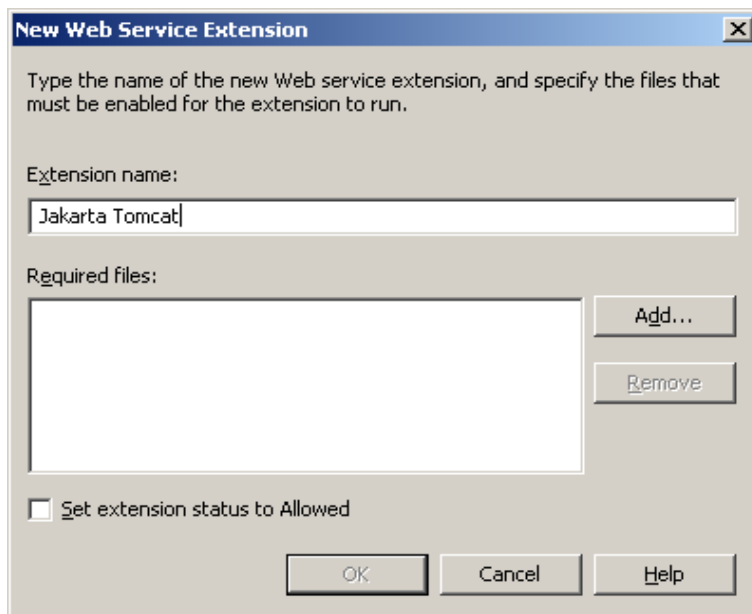 New Web Service Extension
Type the name of the new Web service extension, and specify the files that
must be enabled for the extension to run.
Extension name:
Jakarta Tomcat
Required files:
Add...
Remove
Set extension status to Allowed
OK
Cancel
Help